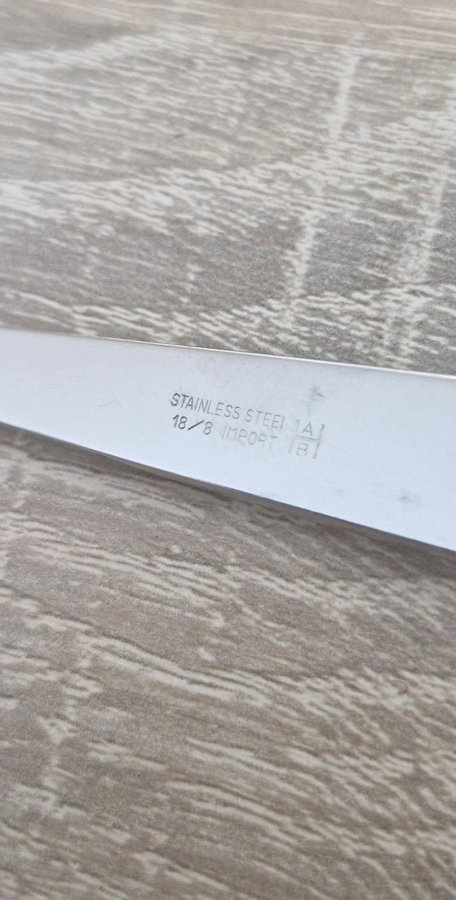 STAINLESS STEEL
18/8 IMPORT
A
B